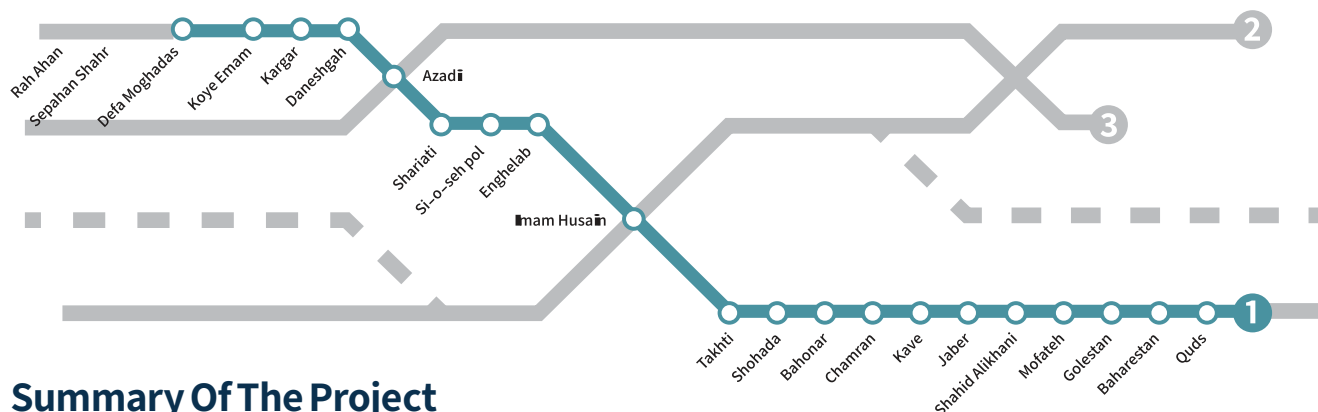 2
3
Rah Ahan
Sepahan Shahr
Defa Moghadas
Koye Emam
Kargar
Daneshgah
Azadi
Shariati
Si-o-seh pol
Enghelab
Imam Husain
1
Takhti
Shohada
Bahonar
Chamran
Kave
Jaber
Shahid Alikhani
Mofateh
Golestan
Baharestan
Quds
Summary Of The Project